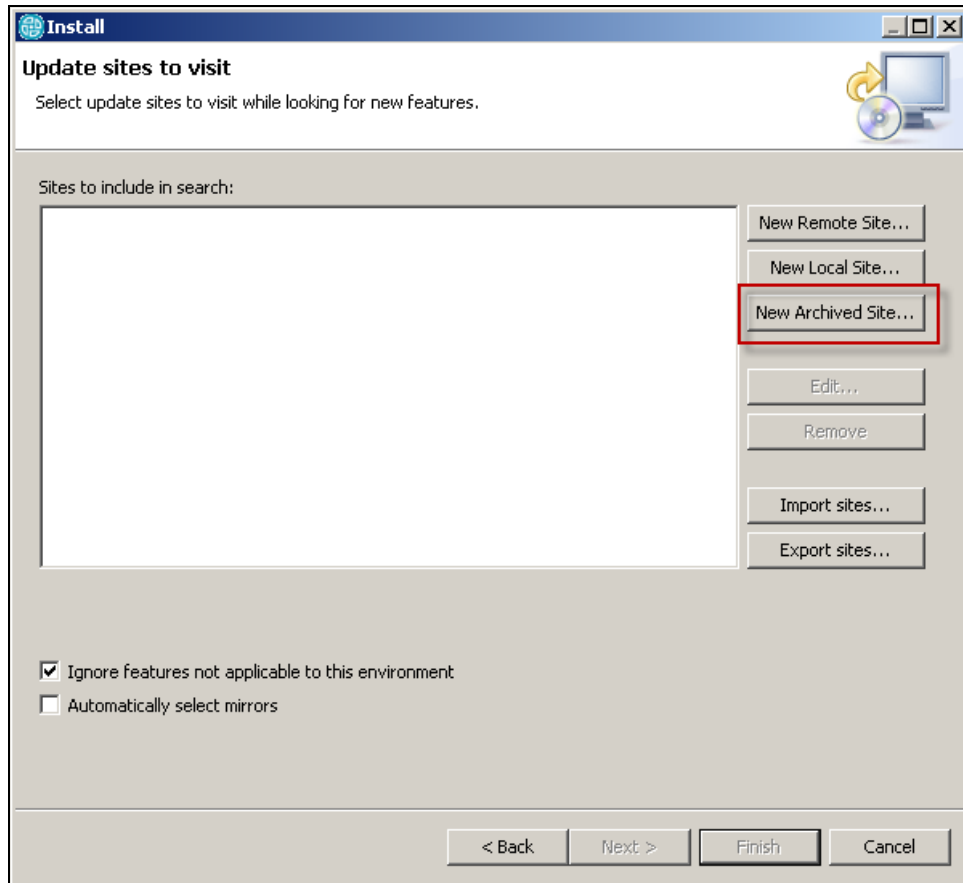 Install
Update sites to visit
Select update sites to visit while looking for new features.
Sites to include in search:
New Remote Site...
New Local Site...
New Archived Site...
Edit...
Remove
Import sites...
Export sites...
Ignore features not applicable to this environment
Automatically select mirrors
< Back Next > Finish Cancel